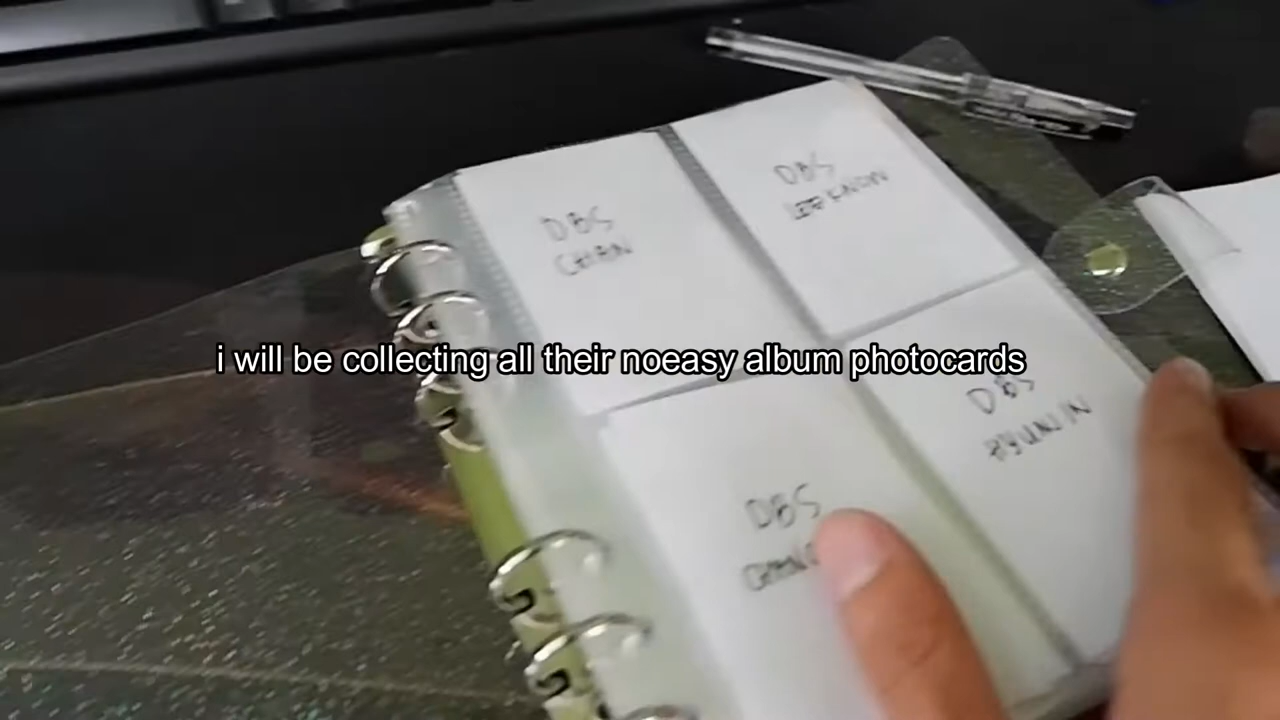 DBS
CHAN
DBS
LEE KNOW
i will be collecting all their noeasy album photocards
DBS
DBS
HYUNJIN